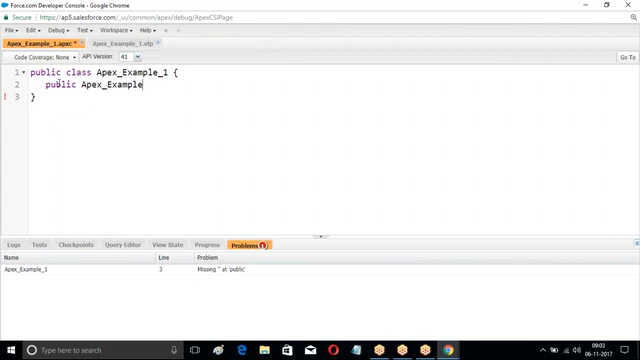 Force.com Developer Console - Google Chrome
Secure | https://ap5.salesforce.com/_ui/common/apex/debug/ApexCSIPage
File Edit Debug Test Workspace Help < >
Apex_Example_1.apxc * Apex_Example_1.vfp
Code Coverage: None API Version: 41 Go To
1 public class Apex_Example_1 {
2 public Apex_Example
3 }
Logs Tests Checkpoints Query Editor View State Progress Problems 1
Name Line Problem
Apex_Example_1 3 Missing '' at 'public'
Type here to search
09:03
06-11-2017